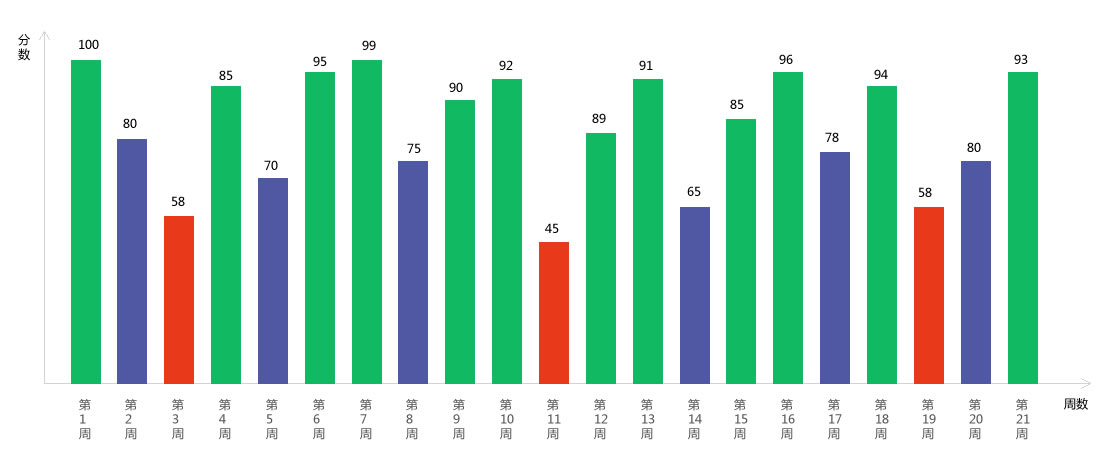 分
数
100
80
58
85
70
95
99
75
90
92
45
89
91
65
85
96
78
94
58
80
93
第
1
周
第
2
周
第
3
周
第
4
周
第
5
周
第
6
周
第
7
周
第
8
周
第
9
周
第
10
周
第
11
周
第
12
周
第
13
周
第
14
周
第
15
周
第
16
周
第
17
周
第
18
周
第
19
周
第
20
周
第
21
周
周数